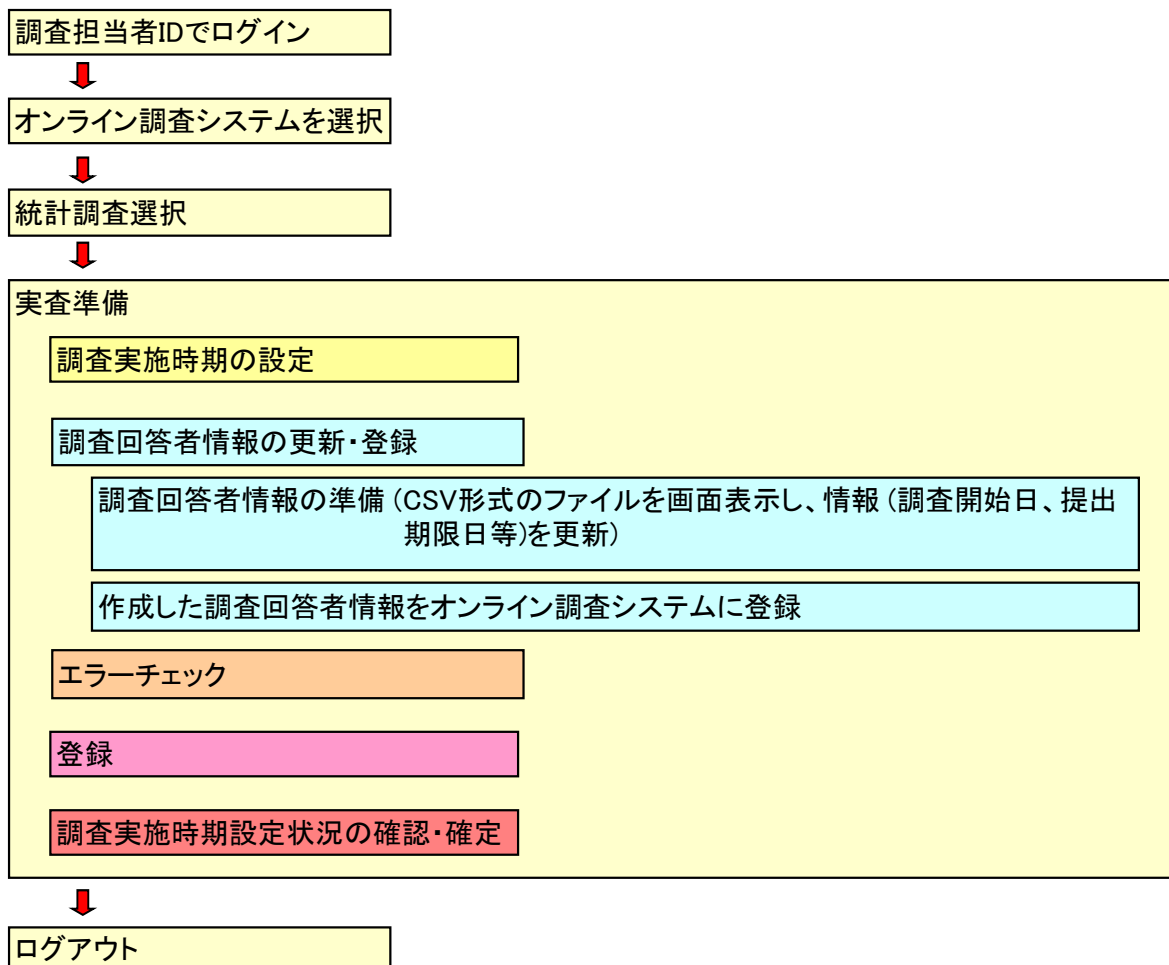 調査担当者IDでログイン
オンライン調査システムを選択
統計調査選択
実査準備
調査実施時期の設定
調査回答者情報の更新・登録
調査回答者情報の準備（CSV形式のファイルを画面表示し、情報（調査開始日、提出
期限日等）を更新）
作成した調査回答者情報をオンライン調査システムに登録
エラーチェック
登録
調査実施時期設定状況の確認・確定
ログアウト